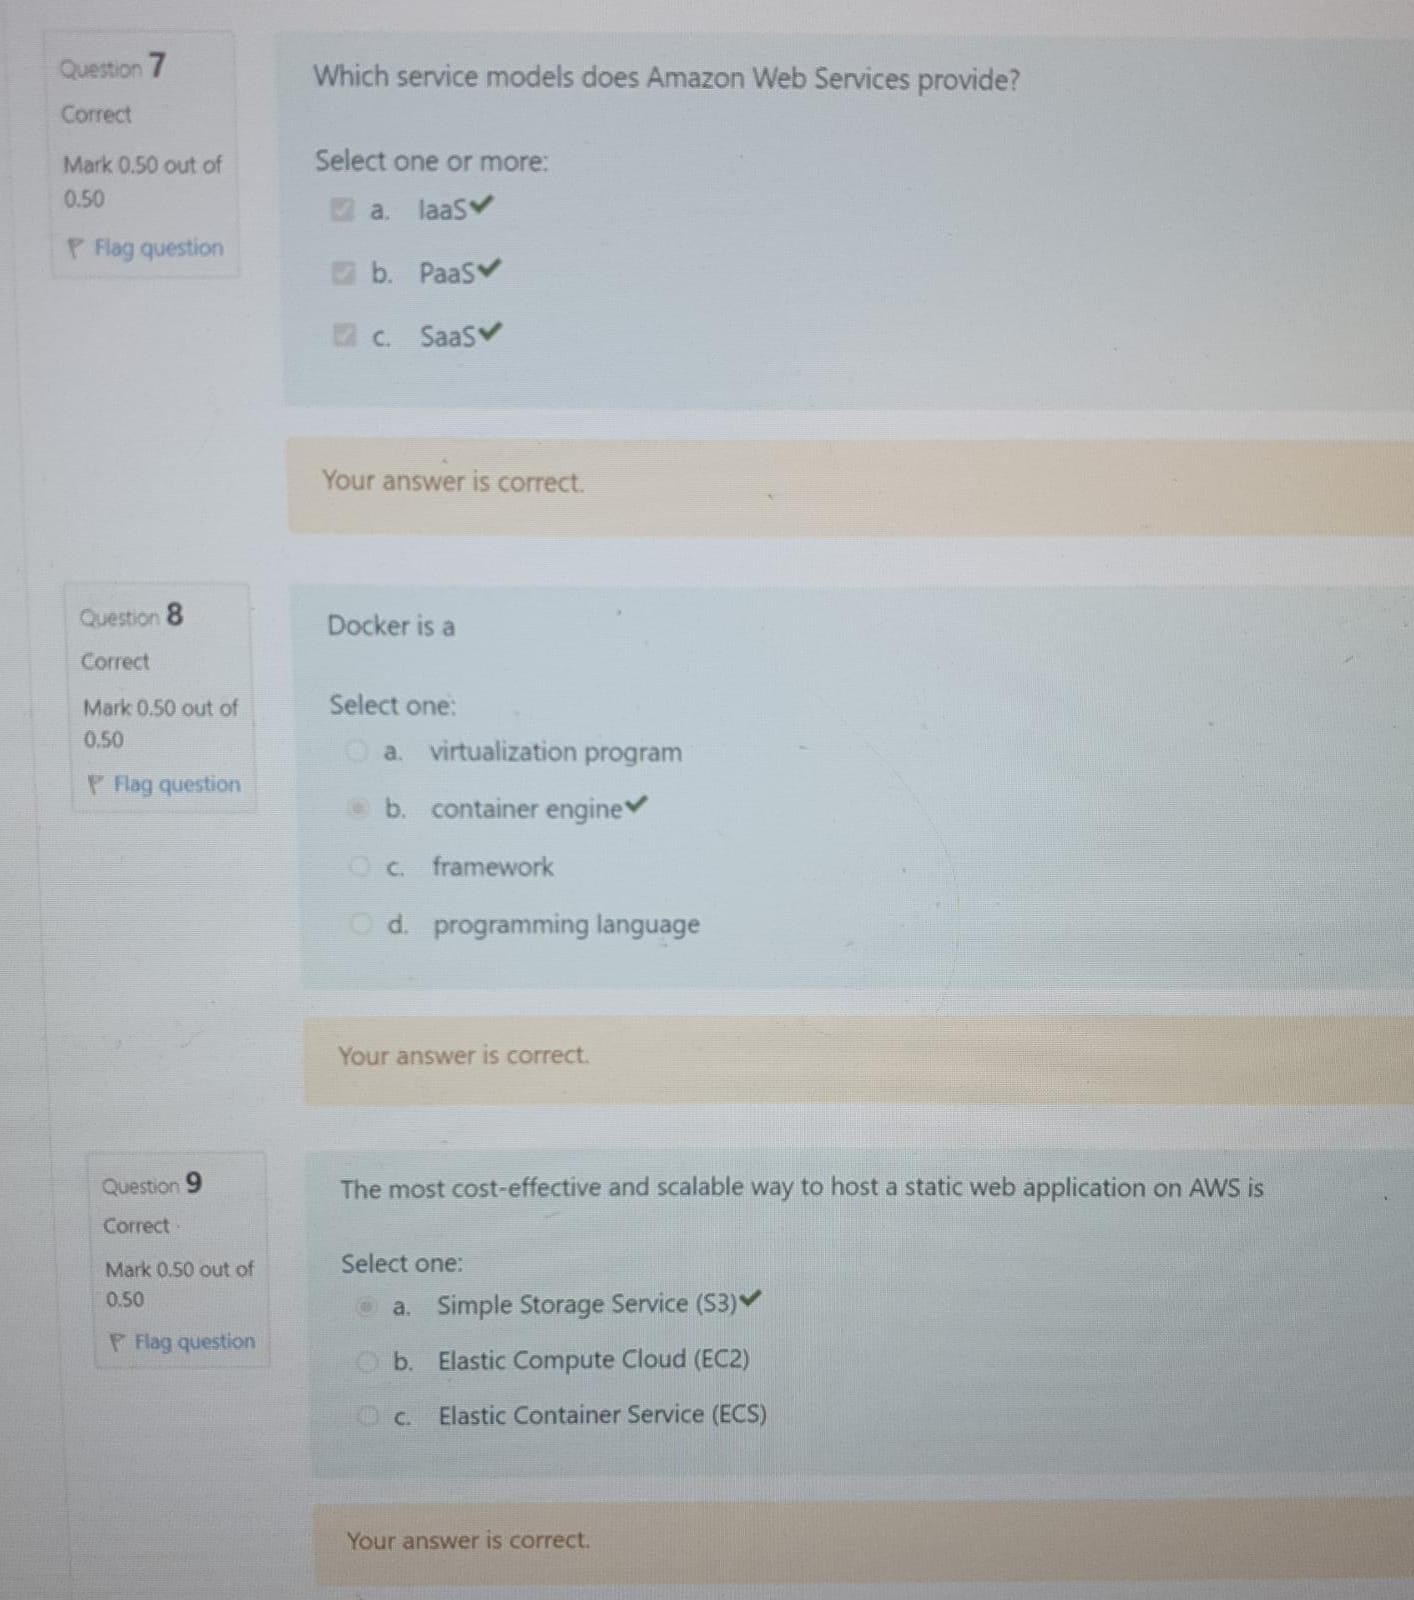 Question 7
Correct
Mark 0.50 out of
0.50
Flag question
Which service models does Amazon Web Services provide?
Select one or more:
a. IaaS
b. PaaS
c. SaaS
Your answer is correct.
Question 8
Correct
Mark 0.50 out of
0.50
Flag question
Docker is a
Select one:
a. virtualization program
b. container engine
c. framework
d. programming language
Your answer is correct.
Question 9
Correct
Mark 0.50 out of
0.50
Flag question
The most cost-effective and scalable way to host a static web application on AWS is
Select one:
a. Simple Storage Service (S3)
b. Elastic Compute Cloud (EC2)
c. Elastic Container Service (ECS)
Your answer is correct.